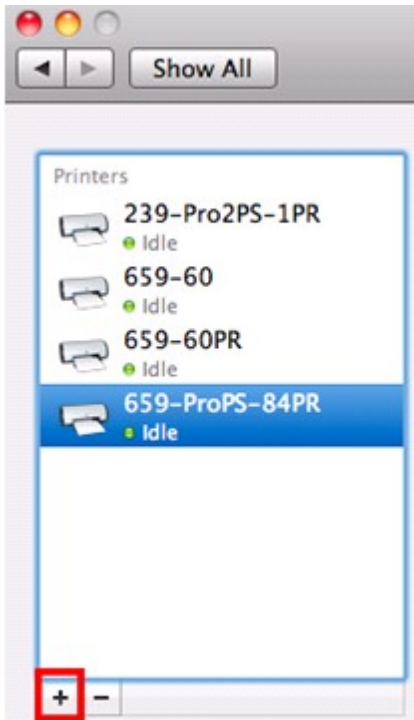 Show All
Printers
239-Pro2PS-1PR
Idle
659-60
Idle
659-60PR
Idle
659-ProPS-84PR
Idle
+ −